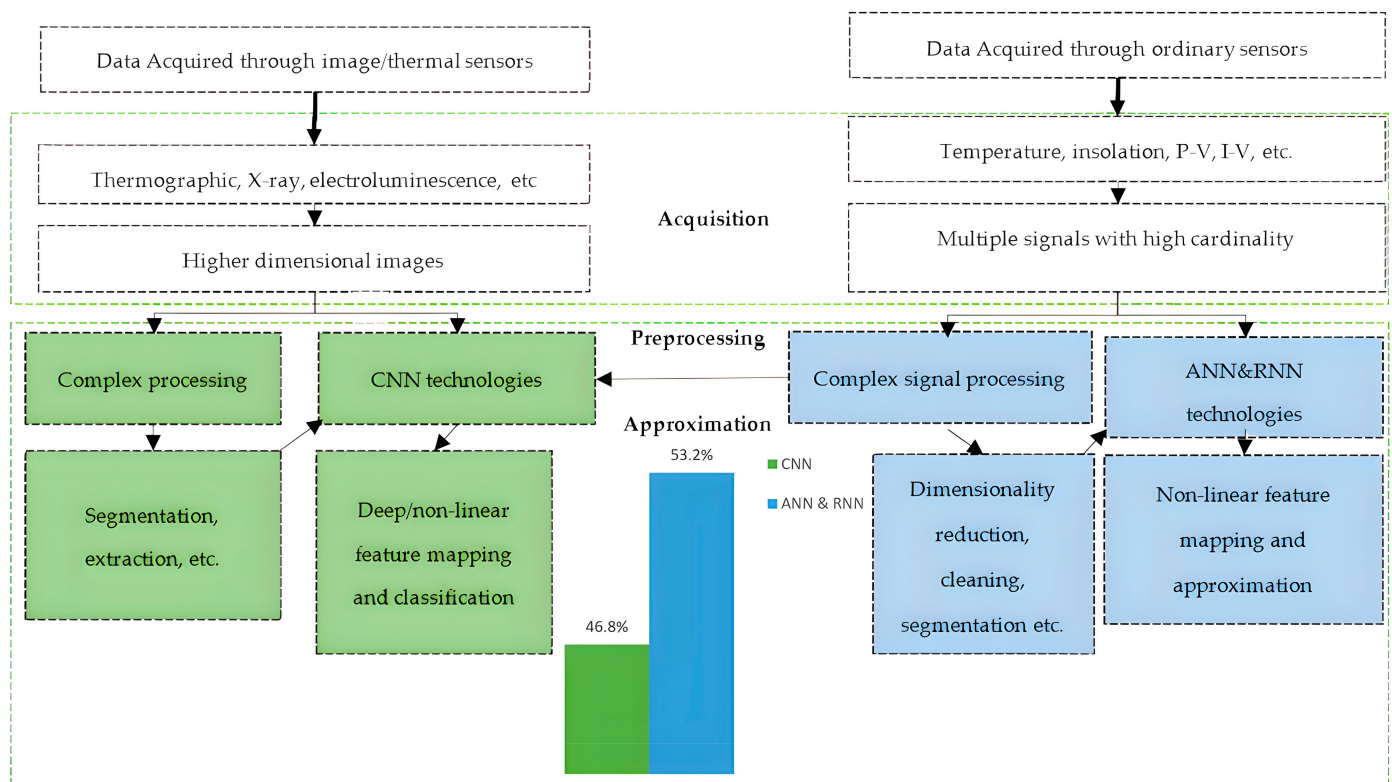 Data Acquired through image/thermal sensors
Data Acquired through ordinary sensors
Thermographic, X-ray, electroluminescence, etc
Temperature, insolation, P-V, I-V, etc.
Acquisition
Higher dimensional images
Multiple signals with high cardinality
Preprocessing
Complex processing
CNN technologies
Complex signal processing
ANN&RNN
technologies
Approximation
Segmentation,
extraction, etc.
Deep/non-linear
feature mapping
and classification
53.2%
46.8%
CNN
ANN & RNN
Dimensionality
reduction,
cleaning,
segmentation etc.
Non-linear feature
mapping and
approximation